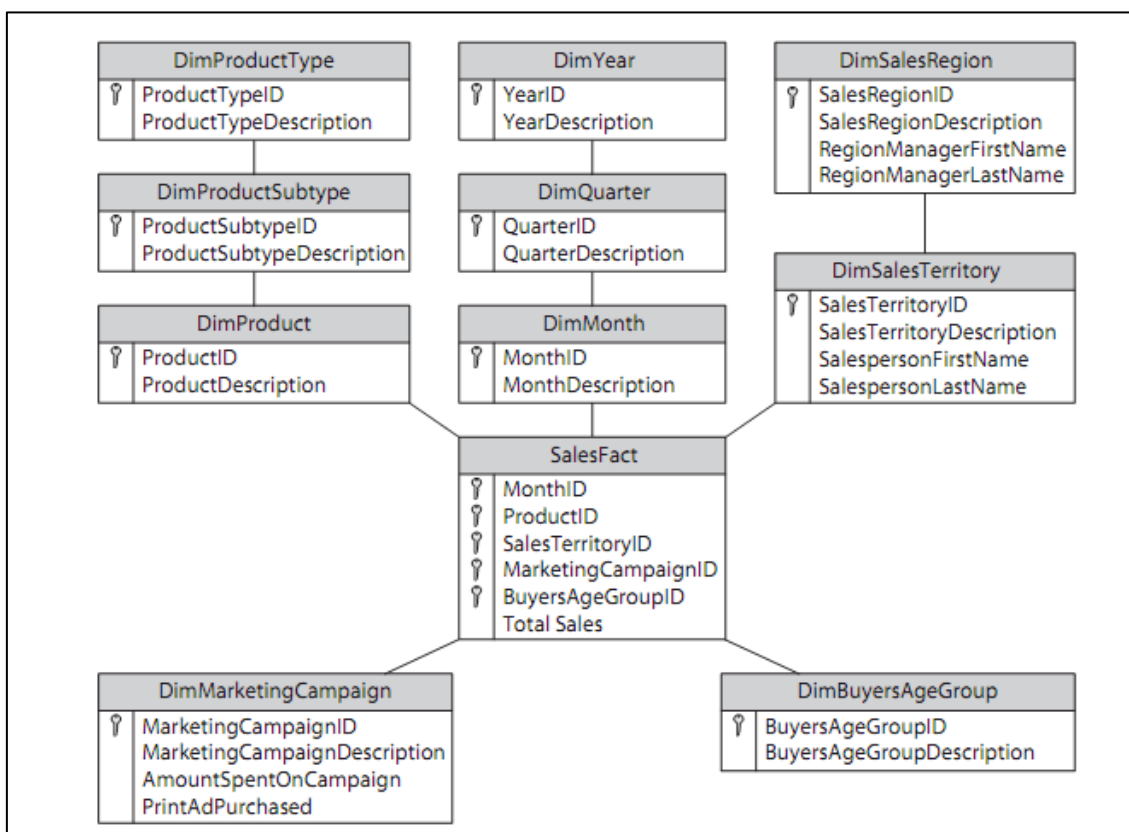 DimProductType
ProductTypeID
ProductTypeDescription
DimYear
YearID
YearDescription
DimSalesRegion
SalesRegionID
SalesRegionDescription
RegionManagerFirstName
RegionManagerLastName
DimProductSubtype
ProductSubtypeID
ProductSubtypeDescription
DimQuarter
QuarterID
QuarterDescription
DimSalesTerritory
SalesTerritoryID
SalesTerritoryDescription
SalespersonFirstName
SalespersonLastName
DimProduct
ProductID
ProductDescription
DimMonth
MonthID
MonthDescription
SalesFact
MonthID
ProductID
SalesTerritoryID
MarketingCampaignID
BuyersAgeGroupID
Total Sales
DimMarketingCampaign
MarketingCampaignID
MarketingCampaignDescription
AmountSpentOnCampaign
PrintAdPurchased
DimBuyersAgeGroup
BuyersAgeGroupID
BuyersAgeGroupDescription